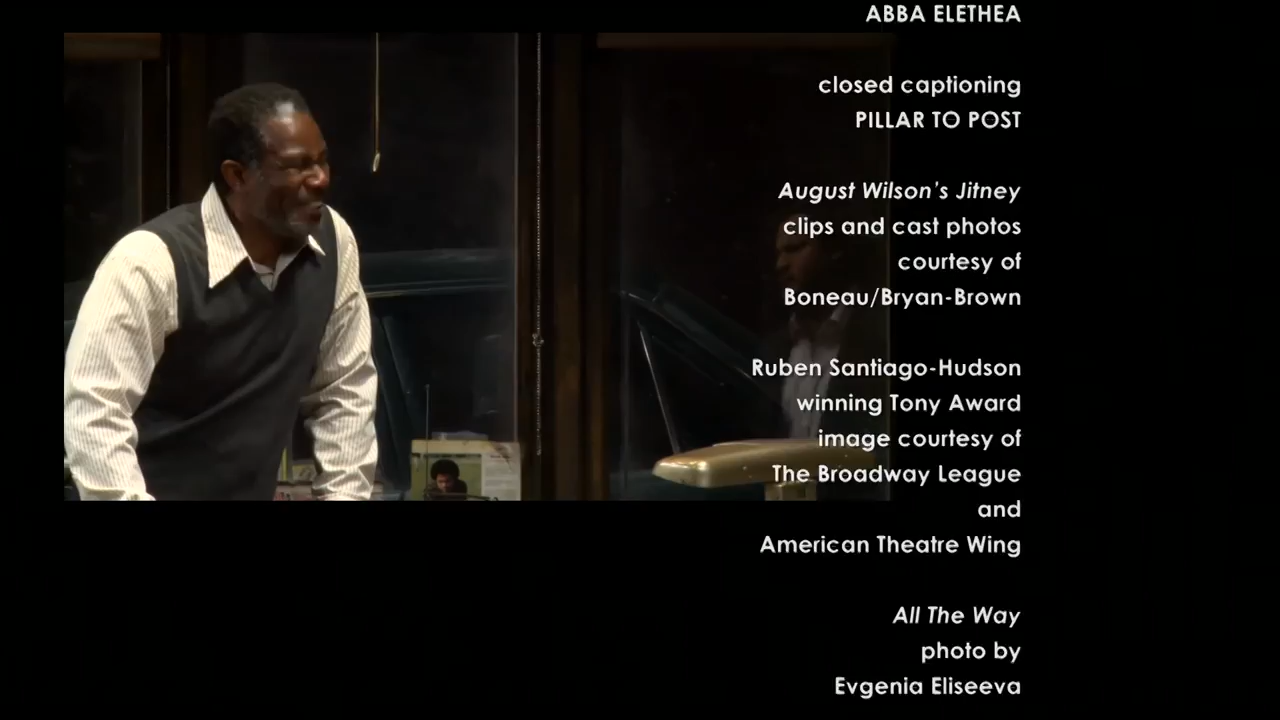 ABBA ELETHEA
closed captioning
PILLAR TO POST
August Wilson's Jitney
clips and cast photos
courtesy of
Boneau/Bryan-Brown
Ruben Santiago-Hudson
winning Tony Award
image courtesy of
The Broadway League
and
American Theatre Wing
All The Way
photo by
Evgenia Eliseeva